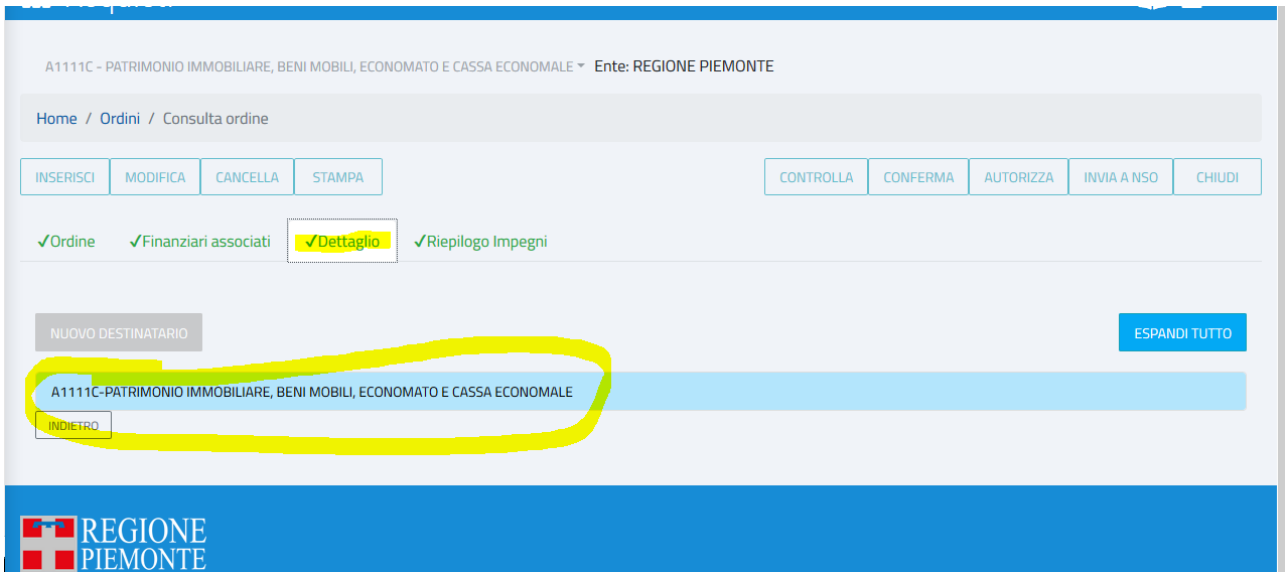 A1111C - PATRIMONIO IMMOBILIARE, BENI MOBILI, ECONOMATO E CASSA ECONOMALE Ente: REGIONE PIEMONTE
Home / Ordini / Consulta ordine
INSERISCI MODIFICA CANCELLA STAMPA CONTROLLA CONFERMA AUTORIZZA INVIA A NSO CHIUDI
✓Ordine ✓Finanziari associati ✓Dettaglio ✓Riepilogo Impegni
NUOVO DESTINATARIO ESPANDI TUTTO
A1111C-PATRIMONIO IMMOBILIARE, BENI MOBILI, ECONOMATO E CASSA ECONOMALE
INDIETRO
REGIONE
PIEMONTE